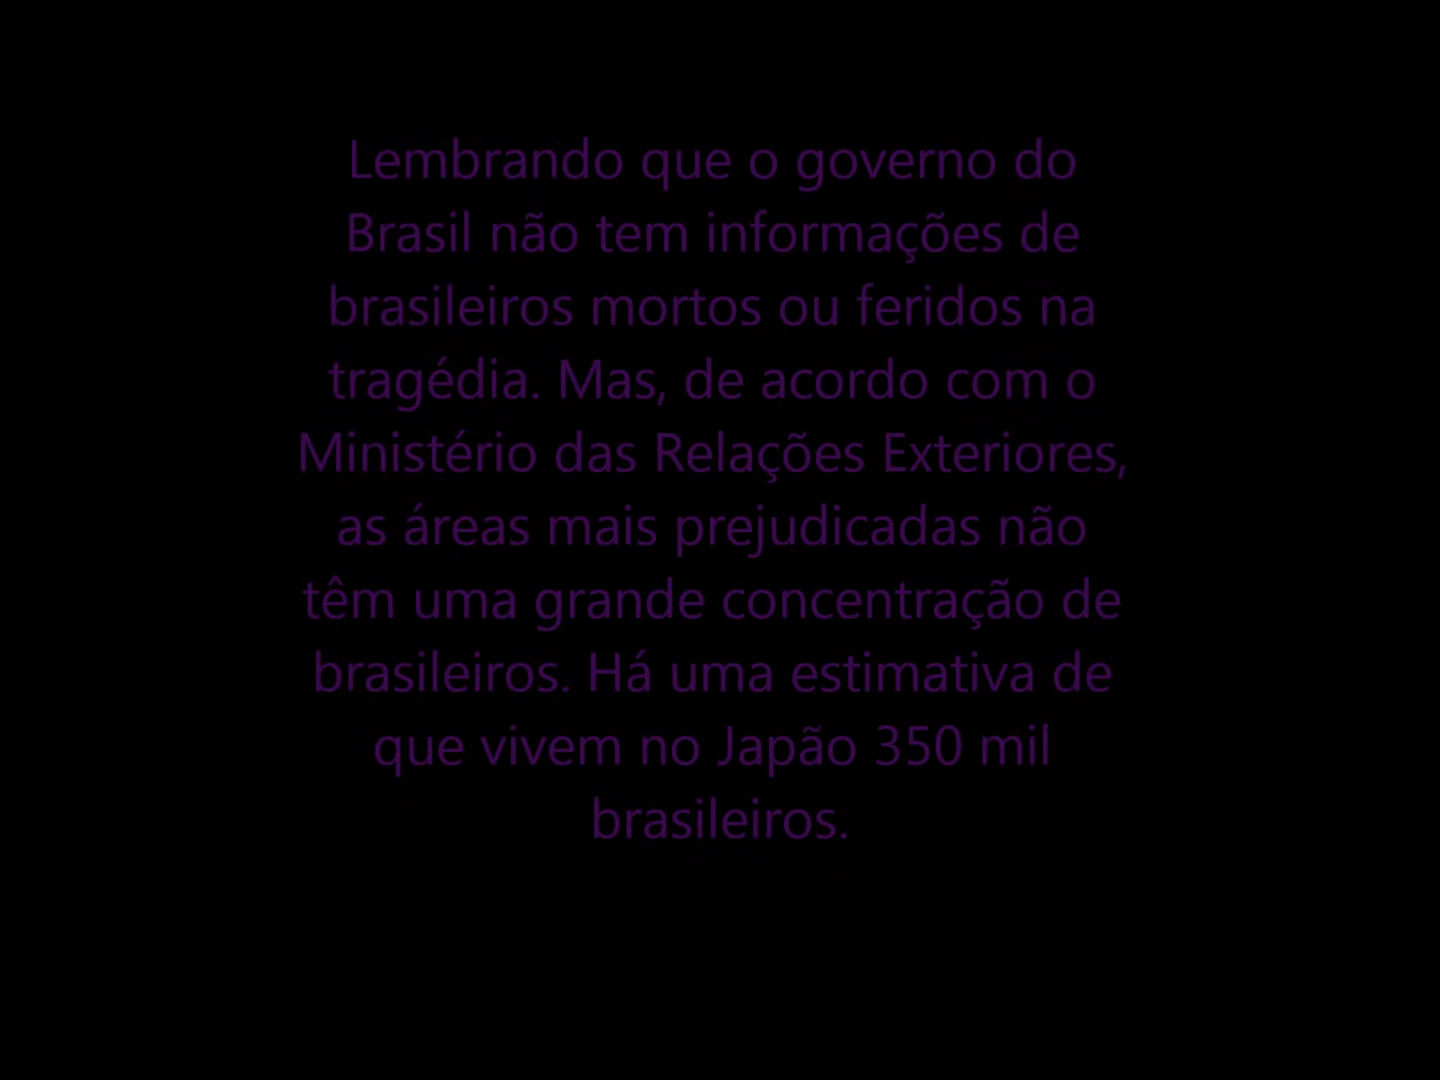 Lembrando que o governo do
Brasil não tem informações de
brasileiros mortos ou feridos na
tragédia. Mas, de acordo com o
Ministério das Relações Exteriores,
as áreas mais prejudicadas não
têm uma grande concentração de
brasileiros. Há uma estimativa de
que vivem no Japão 350 mil
brasileiros.